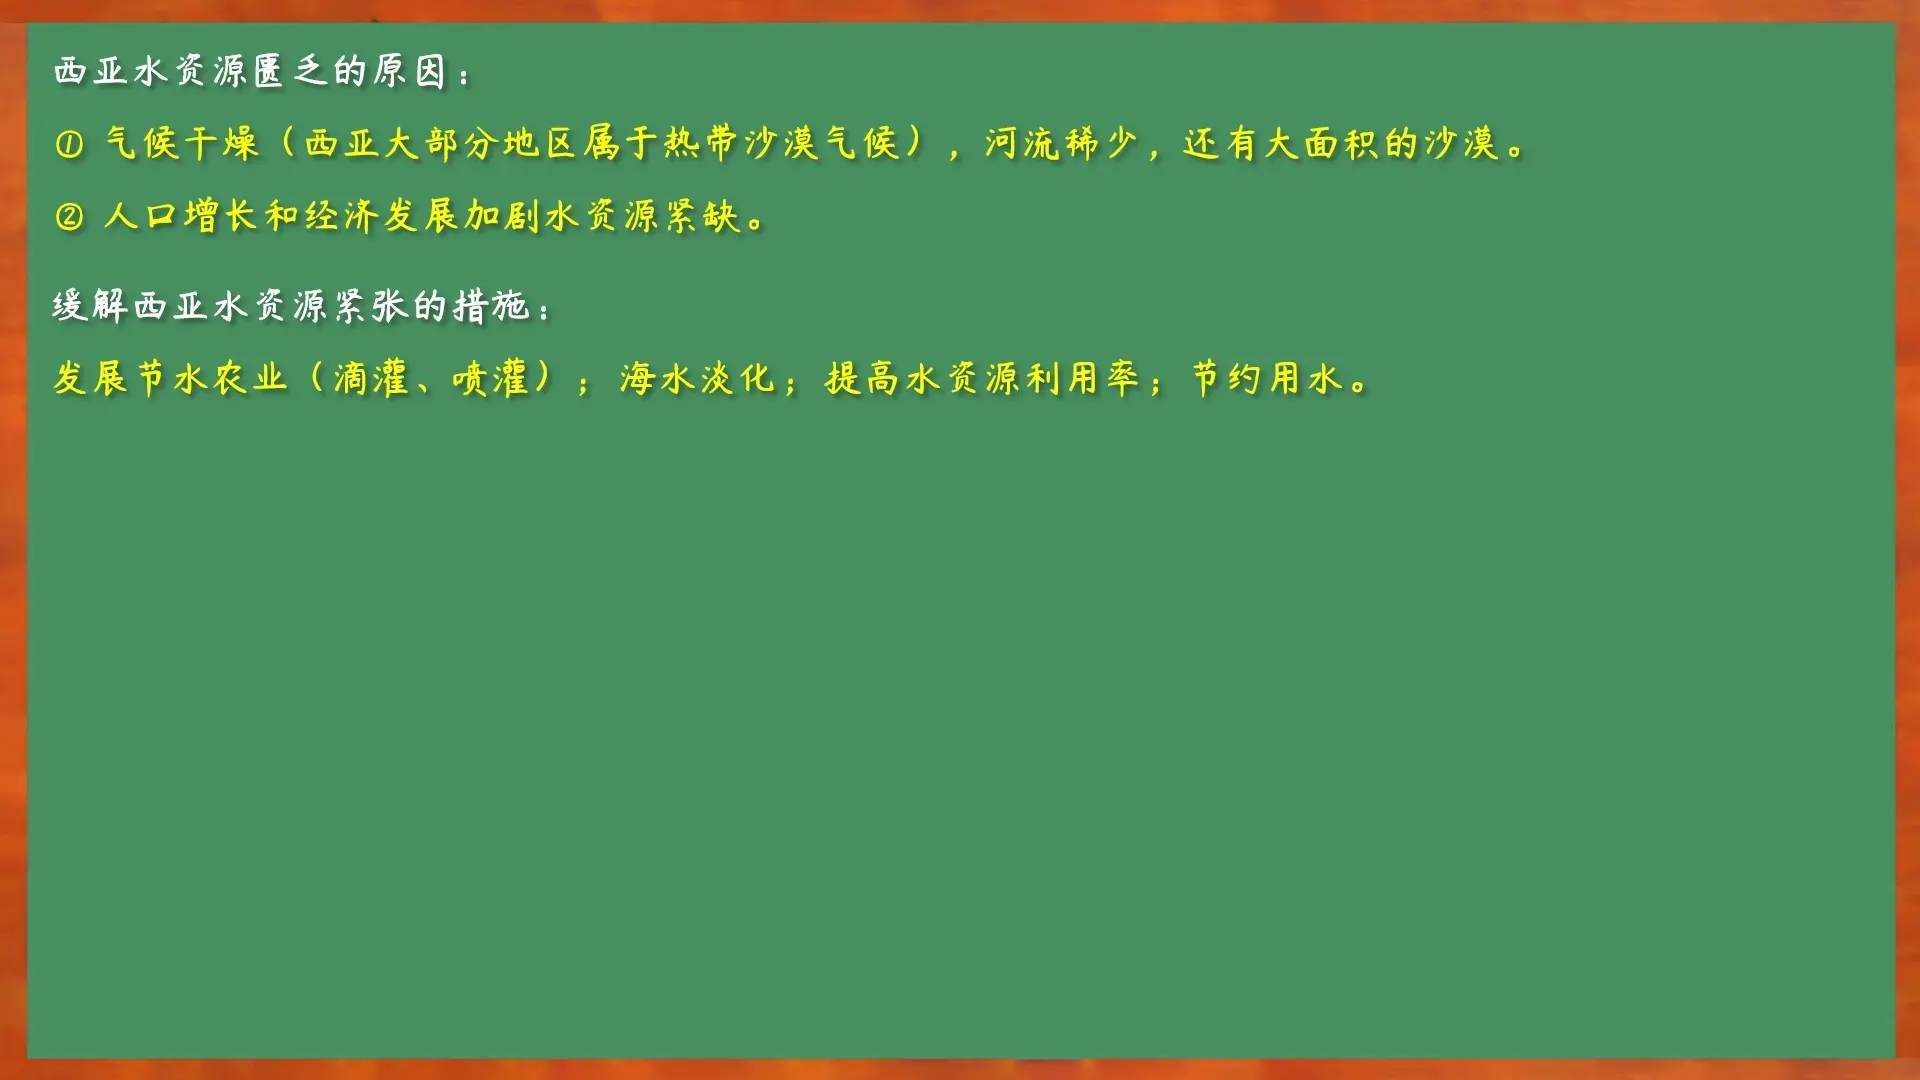 西亚水资源匮乏的原因：
① 气候干燥（西亚大部分地区属于热带沙漠气候），河流稀少，还有大面积的沙漠。
② 人口增长和经济发展加剧水资源紧缺。
缓解西亚水资源紧张的措施：
发展节水农业（滴灌、喷灌）；海水淡化；提高水资源利用率；节约用水。